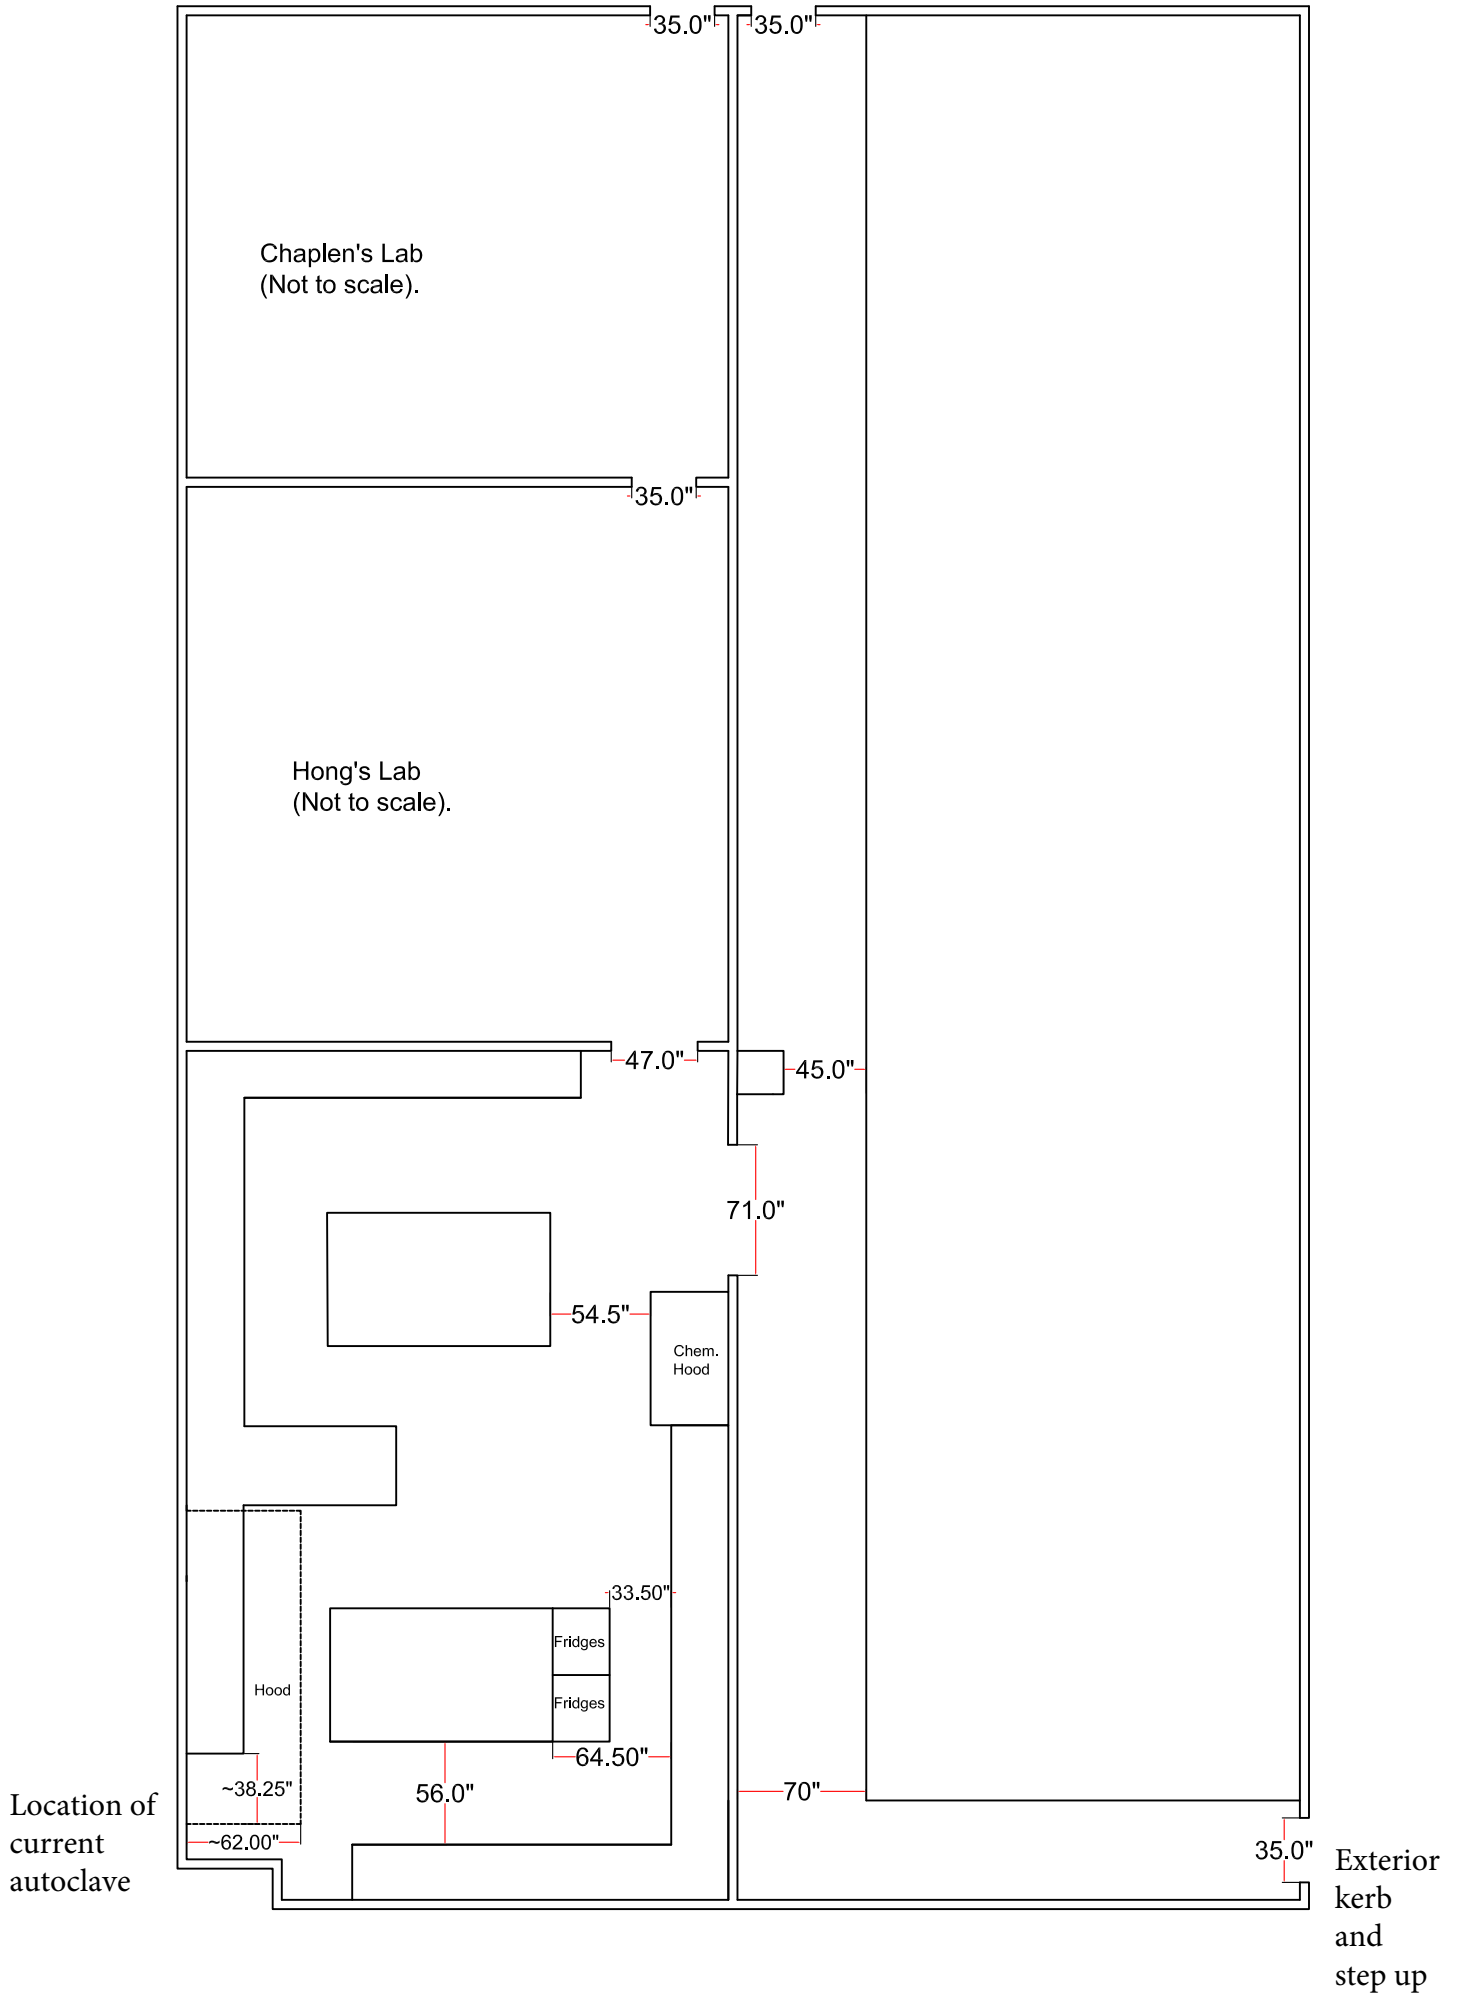 35.0"
35.0"
Chaplen's Lab
(Not to scale).
35.0"
Hong's Lab
(Not to scale).
47.0"
45.0"
71.0"
54.5"
Chem.
Hood
33.50"
Fridges
Hood
Fridges
64.50"
~38.25"
56.0"
70"
~62.00"
35.0"
Location of
current
autoclave
Exterior
kerb
and
step up